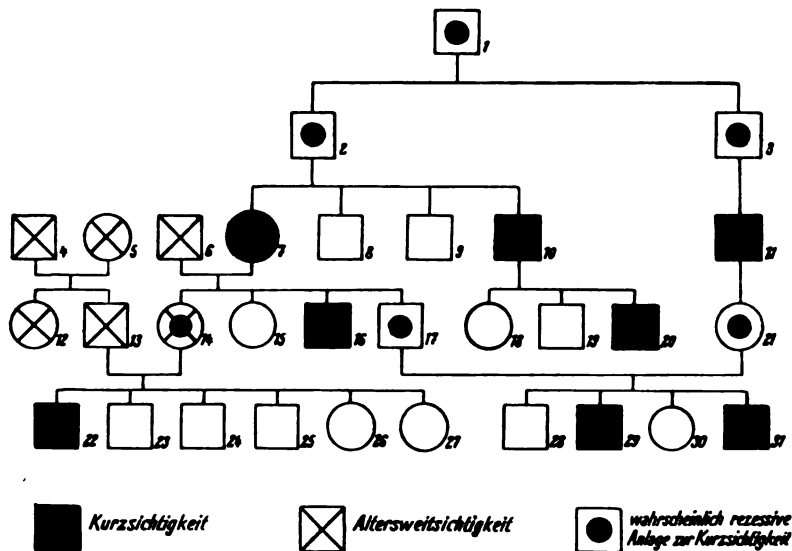 1
2 3
4 5 6 7 8 9 10 11
12 13 14 15 16 17 18 19 20 21
22 23 24 25 26 27 28 29 30 31
Kurzsichtigkeit Altersweitsichtigkeit wahrscheinlich rezessive
Anlage zur Kurzsichtigkeit